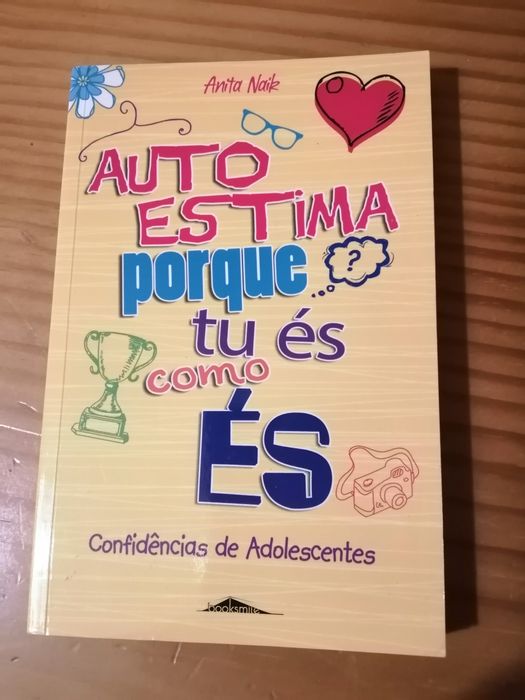 Anita Naik
AUTO
ESTIMA
porque
?
tu és
como
ÉS
Confidências de Adolescentes
booksmile